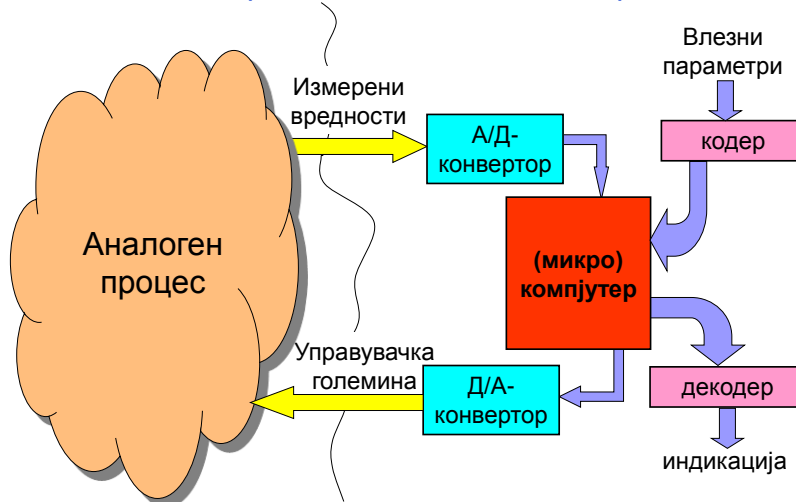 Влезни
параметри
Измерени
вредности
А/Д-
конвертор
кодер
Аналоген
процес
(микро)
компјутер
Управувачка
големина
Д/А-
конвертор
декодер
индикација